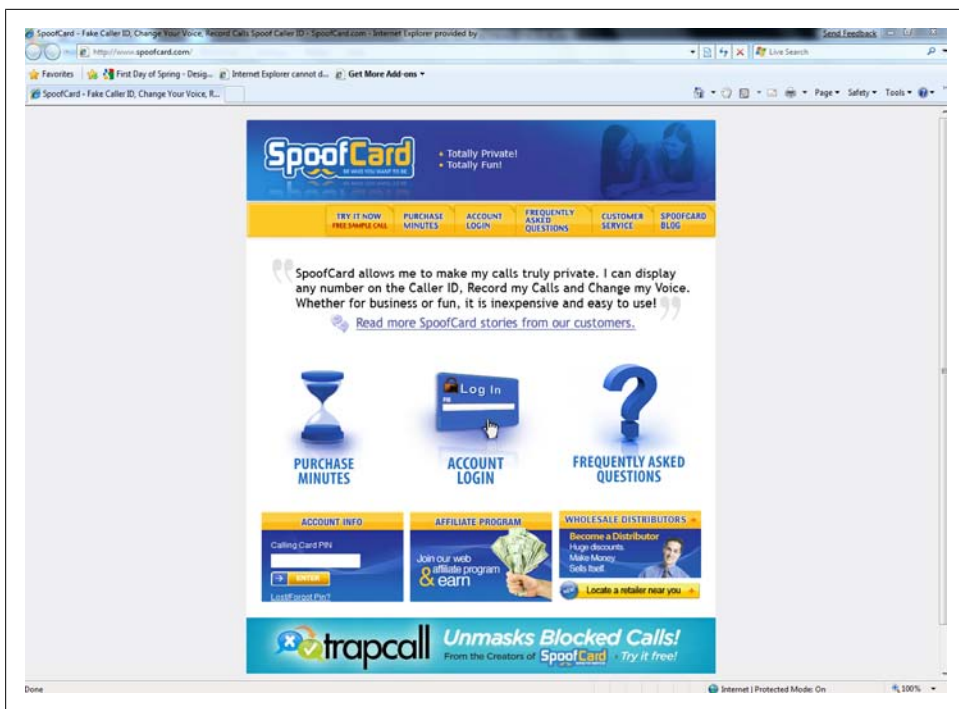 SpoofCard - Fake Caller ID, Change Your Voice, Record Calls Spoof Caller ID - SpoofCard.com - Internet Explorer provided by
Send Feedback
http://www.spoofcard.com/
Live Search
Favorites
First Day of Spring - Desig...
Internet Explorer cannot d...
Get More Add-ons
SpoofCard - Fake Caller ID, Change Your Voice, R...
Page
Safety
Tools
SpoofCard
BE WHO YOU WANT TO BE
• Totally Private!
• Totally Fun!
TRY IT NOW
FREE SAMPLE CALL
PURCHASE
MINUTES
ACCOUNT
LOGIN
FREQUENTLY
ASKED
QUESTIONS
CUSTOMER
SERVICE
SPOOFCARD
BLOG
"SpoofCard allows me to make my calls truly private. I can display
any number on the Caller ID, Record my Calls and Change my Voice.
Whether for business or fun, it is inexpensive and easy to use!"
Read more SpoofCard stories from our customers.
Log In
PIN
PURCHASE
MINUTES
ACCOUNT
LOGIN
FREQUENTLY ASKED
QUESTIONS
ACCOUNT INFO
Calling Card PIN
ENTER
Lost/Forgot Pin?
AFFILIATE PROGRAM
Join our web
affiliate program
& earn
WHOLESALE DISTRIBUTORS
Become a Distributor
Huge discounts.
Make Money.
Sells Itself.
NEW
Locate a retailer near you
trapcall
Unmasks Blocked Calls!
From the Creators of SpoofCard • Try it free!
Done
Internet | Protected Mode: On
100%